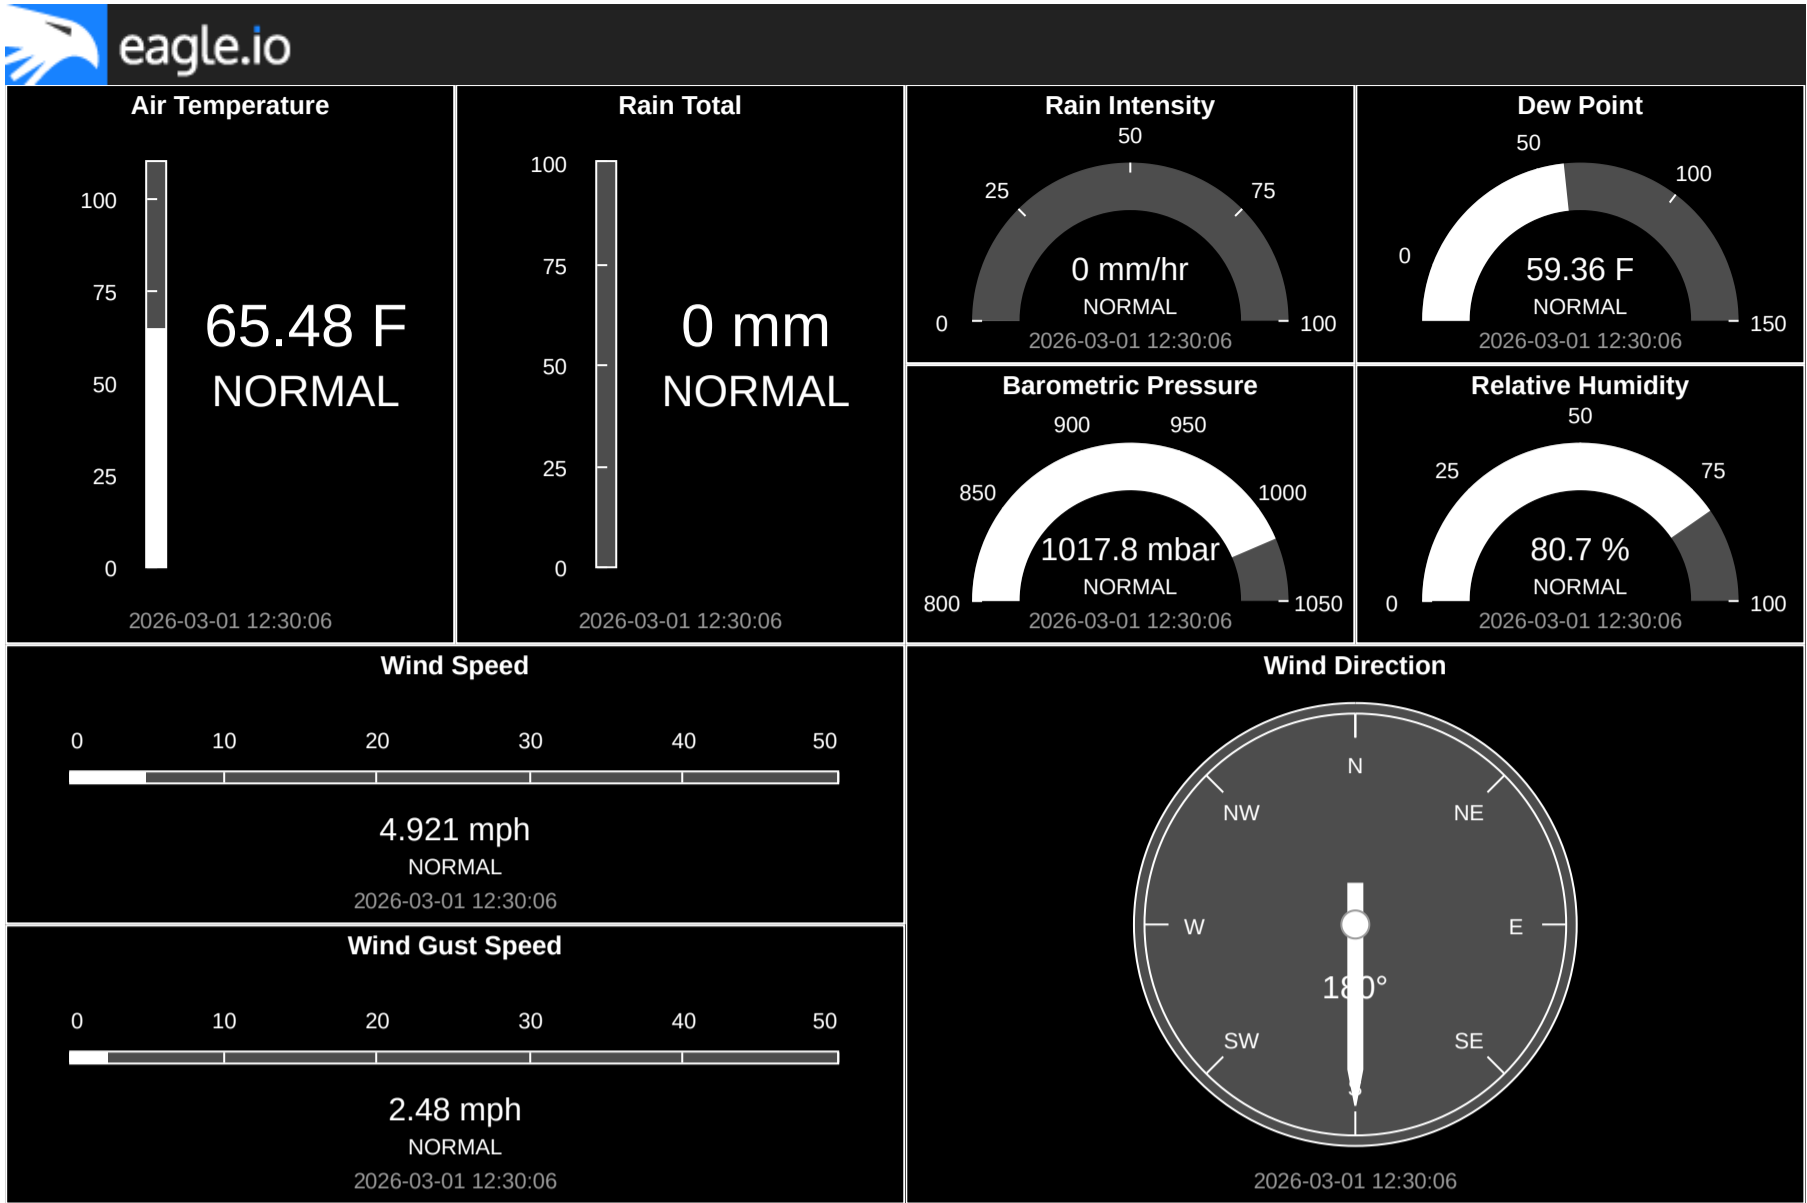 eagle.io
Air Temperature
100
75
50
25
0
65.48 F
NORMAL
2026-03-01 12:30:06
Rain Total
100
75
50
25
0
0 mm
NORMAL
2026-03-01 12:30:06
Rain Intensity
50
25 75
0 100
0 mm/hr
NORMAL
2026-03-01 12:30:06
Dew Point
50
100
0
150
59.36 F
NORMAL
2026-03-01 12:30:06
Barometric Pressure
900 950
850 1000
800 1050
1017.8 mbar
NORMAL
2026-03-01 12:30:06
Relative Humidity
50
25 75
0 100
80.7 %
NORMAL
2026-03-01 12:30:06
Wind Speed
0 10 20 30 40 50
4.921 mph
NORMAL
2026-03-01 12:30:06
Wind Gust Speed
0 10 20 30 40 50
2.48 mph
NORMAL
2026-03-01 12:30:06
Wind Direction
N
NW NE
W E
180°
SW SE
S
2026-03-01 12:30:06